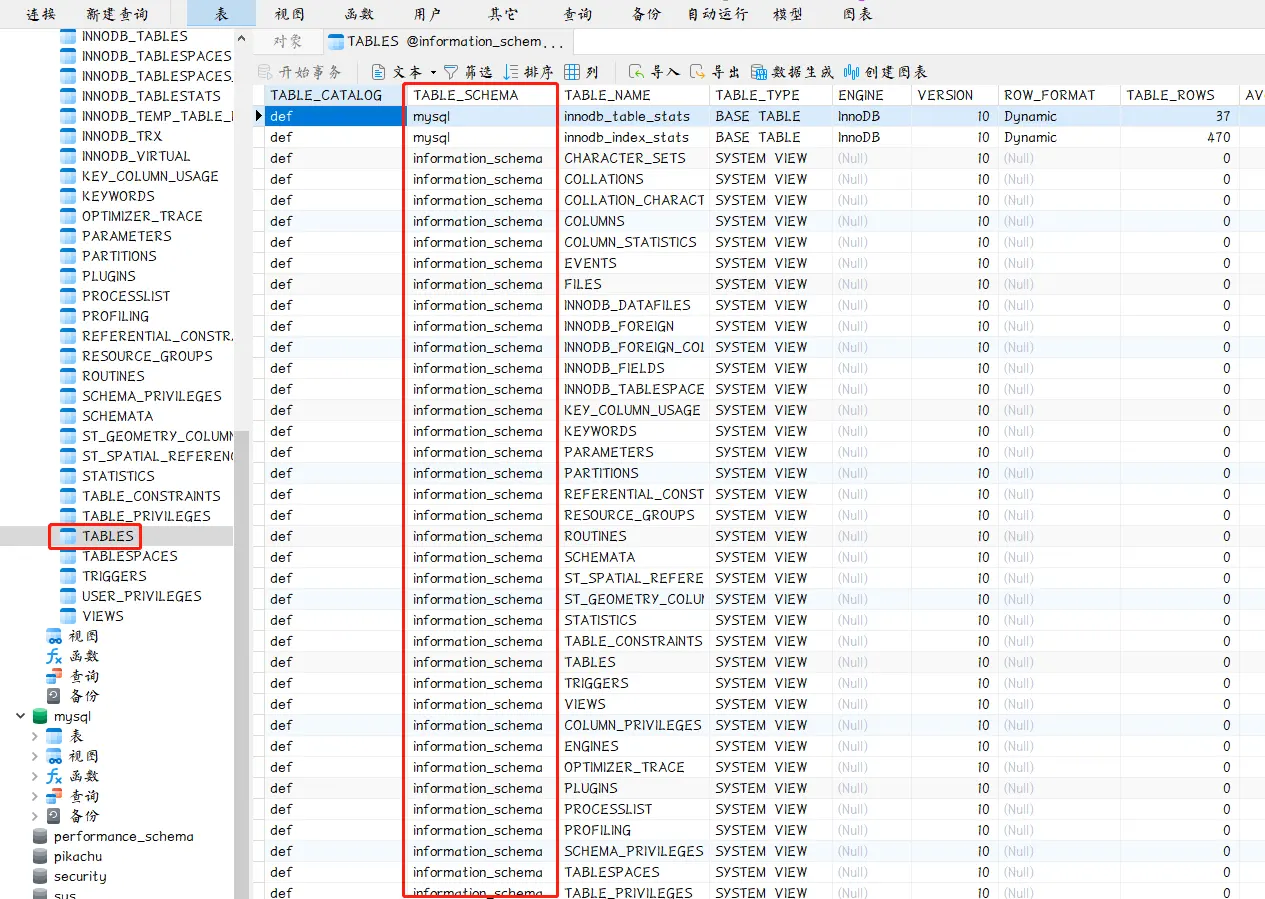 连接 新建查询 表 视图 函数 用户 其它 查询 备份 自动运行 模型 图表
INNODB_TABLES
INNODB_TABLESPACES
INNODB_TABLESPACES_
INNODB_TABLESTATS
INNODB_TEMP_TABLE_I
INNODB_TRX
INNODB_VIRTUAL
KEY_COLUMN_USAGE
KEYWORDS
OPTIMIZER_TRACE
PARAMETERS
PARTITIONS
PLUGINS
PROCESSLIST
PROFILING
REFERENTIAL_CONSTR
RESOURCE_GROUPS
ROUTINES
SCHEMA_PRIVILEGES
SCHEMATA
ST_GEOMETRY_COLUMN
ST_SPATIAL_REFEREN
STATISTICS
TABLE_CONSTRAINTS
TABLE_PRIVILEGES
TABLES
TABLESPACES
TRIGGERS
USER_PRIVILEGES
VIEWS
视图
函数
查询
备份
mysql
表
视图
函数
查询
备份
performance_schema
pikachu
security
sys
对象 TABLES @information_schem...
开始事务 文本 筛选 排序 列 导入 导出 数据生成 创建图表
TABLE_CATALOG TABLE_SCHEMA TABLE_NAME TABLE_TYPE ENGINE VERSION ROW_FORMAT TABLE_ROWS AV
def mysql innodb_table_stats BASE TABLE InnoDB 10 Dynamic 37
def mysql innodb_index_stats BASE TABLE InnoDB 10 Dynamic 470
def information_schema CHARACTER_SETS SYSTEM VIEW (Null) 10 (Null) 0
def information_schema COLLATIONS SYSTEM VIEW (Null) 10 (Null) 0
def information_schema COLLATION_CHARACT SYSTEM VIEW (Null) 10 (Null) 0
def information_schema COLUMNS SYSTEM VIEW (Null) 10 (Null) 0
def information_schema COLUMN_STATISTICS SYSTEM VIEW (Null) 10 (Null) 0
def information_schema EVENTS SYSTEM VIEW (Null) 10 (Null) 0
def information_schema FILES SYSTEM VIEW (Null) 10 (Null) 0
def information_schema INNODB_DATAFILES SYSTEM VIEW (Null) 10 (Null) 0
def information_schema INNODB_FOREIGN SYSTEM VIEW (Null) 10 (Null) 0
def information_schema INNODB_FOREIGN_COL SYSTEM VIEW (Null) 10 (Null) 0
def information_schema INNODB_FIELDS SYSTEM VIEW (Null) 10 (Null) 0
def information_schema INNODB_TABLESPACE SYSTEM VIEW (Null) 10 (Null) 0
def information_schema KEY_COLUMN_USAGE SYSTEM VIEW (Null) 10 (Null) 0
def information_schema KEYWORDS SYSTEM VIEW (Null) 10 (Null) 0
def information_schema PARAMETERS SYSTEM VIEW (Null) 10 (Null) 0
def information_schema PARTITIONS SYSTEM VIEW (Null) 10 (Null) 0
def information_schema REFERENTIAL_CONST SYSTEM VIEW (Null) 10 (Null) 0
def information_schema RESOURCE_GROUPS SYSTEM VIEW (Null) 10 (Null) 0
def information_schema ROUTINES SYSTEM VIEW (Null) 10 (Null) 0
def information_schema SCHEMATA SYSTEM VIEW (Null) 10 (Null) 0
def information_schema ST_SPATIAL_REFERE SYSTEM VIEW (Null) 10 (Null) 0
def information_schema ST_GEOMETRY_COLUM SYSTEM VIEW (Null) 10 (Null) 0
def information_schema STATISTICS SYSTEM VIEW (Null) 10 (Null) 0
def information_schema TABLE_CONSTRAINTS SYSTEM VIEW (Null) 10 (Null) 0
def information_schema TABLES SYSTEM VIEW (Null) 10 (Null) 0
def information_schema TRIGGERS SYSTEM VIEW (Null) 10 (Null) 0
def information_schema VIEWS SYSTEM VIEW (Null) 10 (Null) 0
def information_schema COLUMN_PRIVILEGES SYSTEM VIEW (Null) 10 (Null) 0
def information_schema ENGINES SYSTEM VIEW (Null) 10 (Null) 0
def information_schema OPTIMIZER_TRACE SYSTEM VIEW (Null) 10 (Null) 0
def information_schema PLUGINS SYSTEM VIEW (Null) 10 (Null) 0
def information_schema PROCESSLIST SYSTEM VIEW (Null) 10 (Null) 0
def information_schema PROFILING SYSTEM VIEW (Null) 10 (Null) 0
def information_schema SCHEMA_PRIVILEGES SYSTEM VIEW (Null) 10 (Null) 0
def information_schema TABLESPACES SYSTEM VIEW (Null) 10 (Null) 0
def information_schema TABLE_PRIVILEGES SYSTEM VIEW (Null) 10 (Null) 0